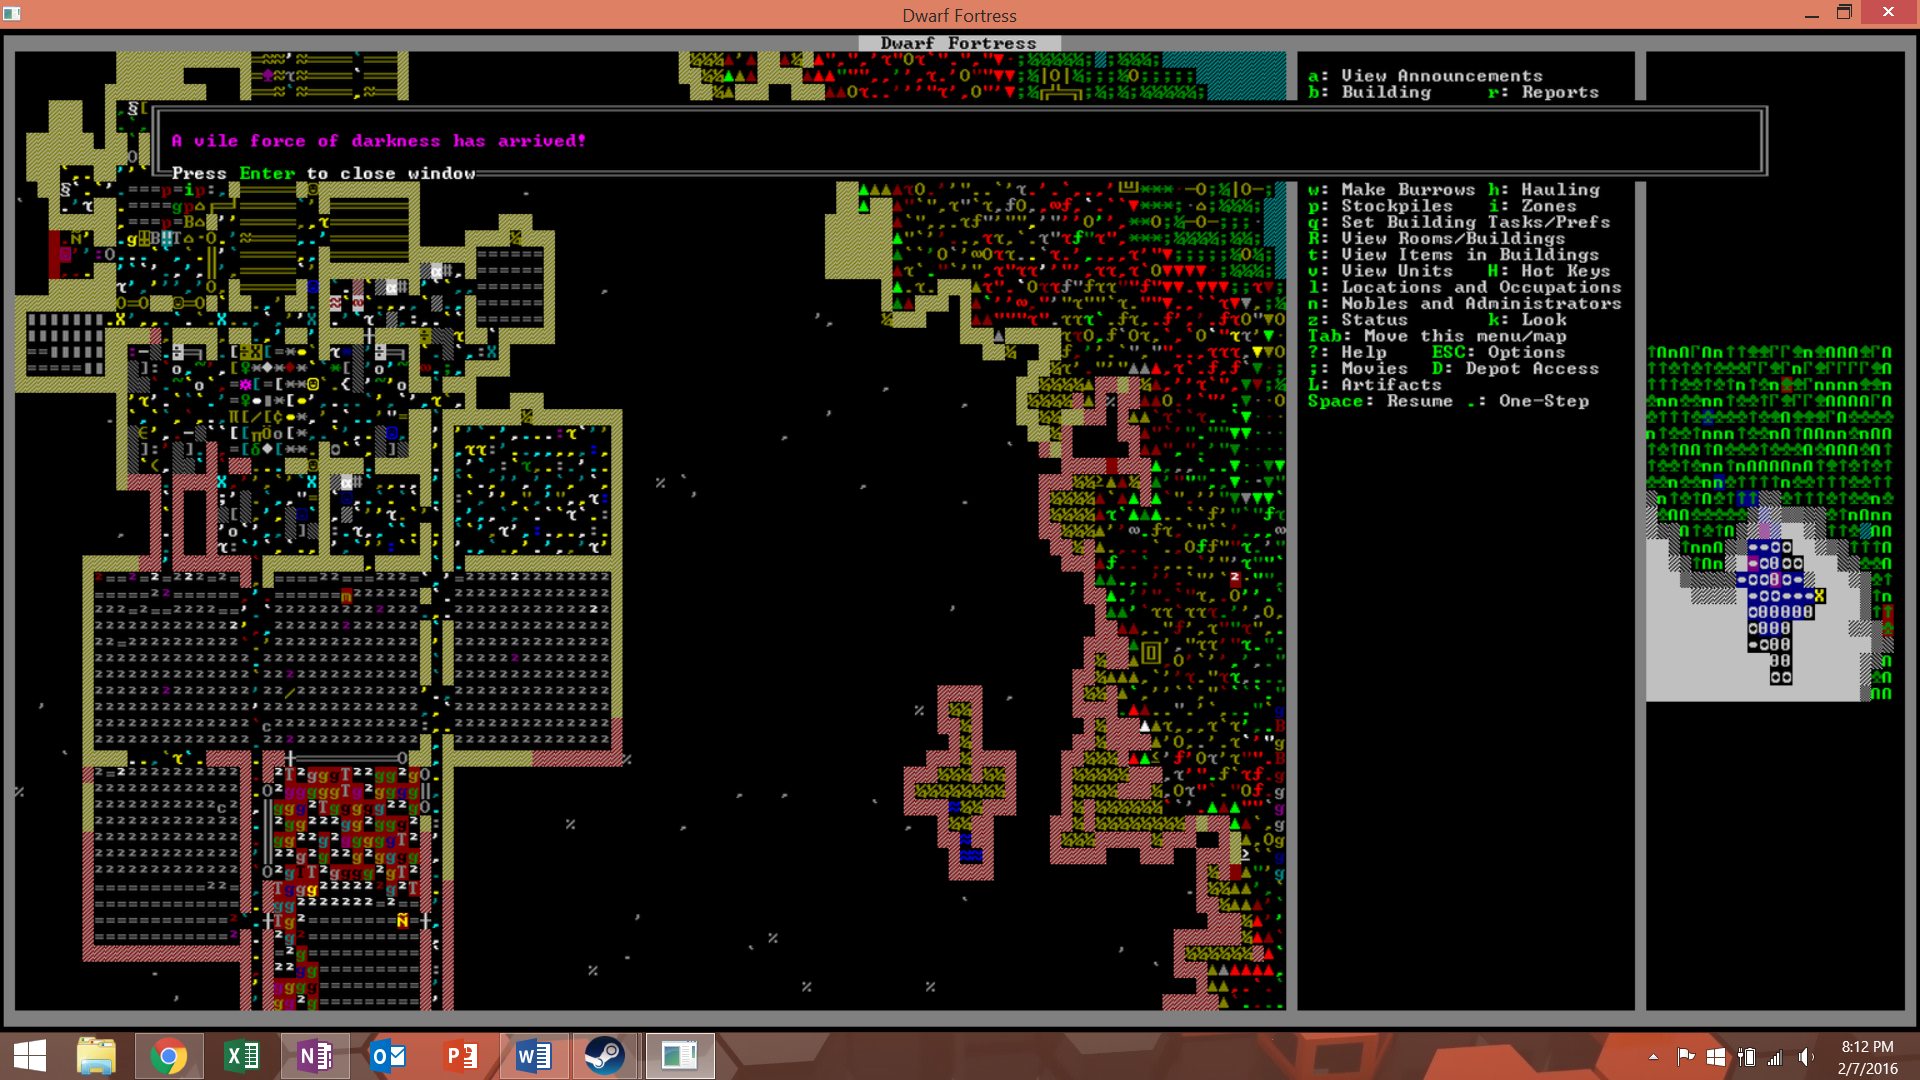 Dwarf Fortress
Dwarf Fortress
a: View Announcements
b: Building r: Reports
A vile force of darkness has arrived!
Press Enter to close window
w: Make Burrows h: Hauling
p: Stockpiles i: Zones
q: Set Building Tasks/Prefs
R: View Rooms/Buildings
t: View Items in Buildings
v: View Units H: Hot Keys
l: Locations and Occupations
n: Nobles and Administrators
z: Status k: Look
Tab: Move this menu/map
?: Help ESC: Options
;: Movies D: Depot Access
L: Artifacts
Space: Resume .: One-Step
8:12 PM
2/7/2016